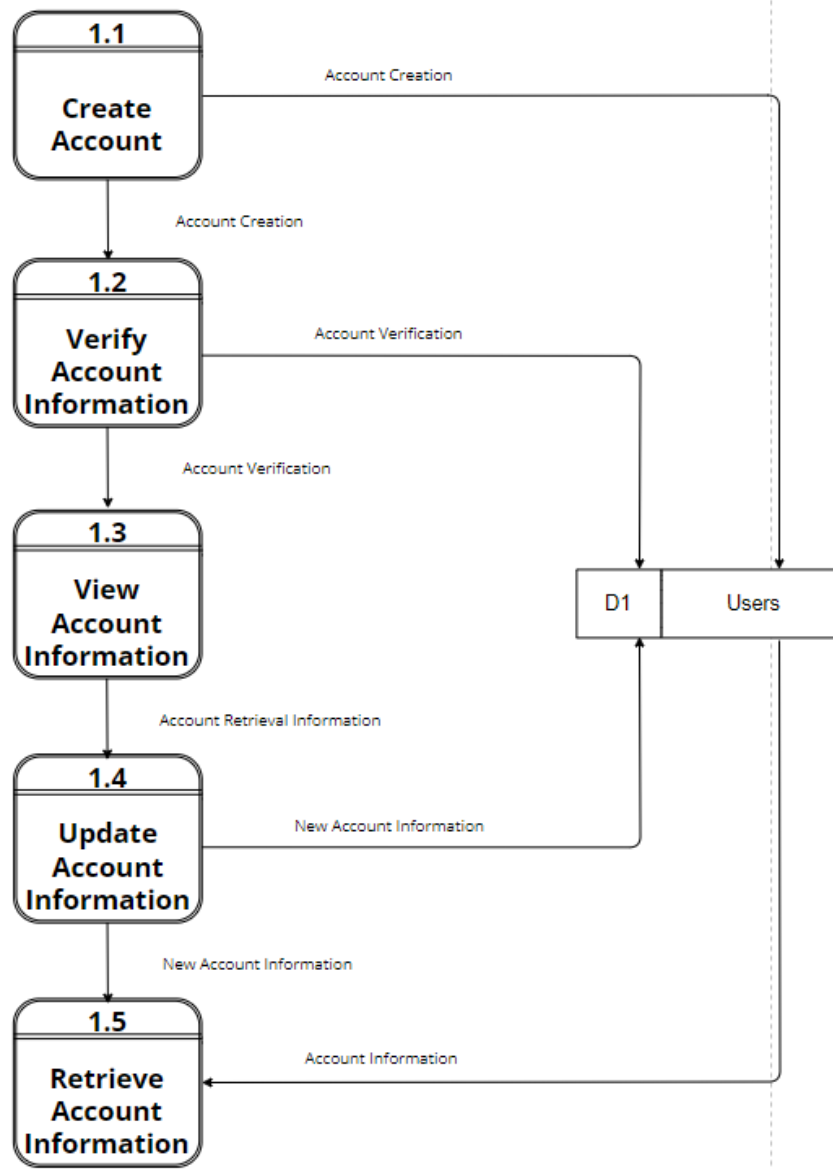 1.1
Create
Account
Account Creation
Account Creation
1.2
Verify
Account
Information
Account Verification
Account Verification
1.3
View
Account
Information
D1
Users
Account Retrieval Information
1.4
Update
Account
Information
New Account Information
New Account Information
1.5
Retrieve
Account
Information
Account Information